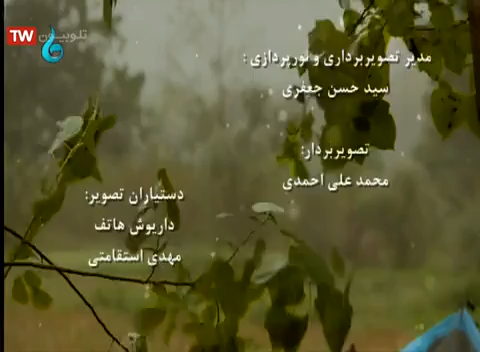 TW تلوبیون
مدیر تصویربرداری و نورپردازی :
سید حسن جعفری
تصویربردار:
محمد علی احمدی
دستیاران تصویر:
داریوش هاتف
مهدی استقامتی